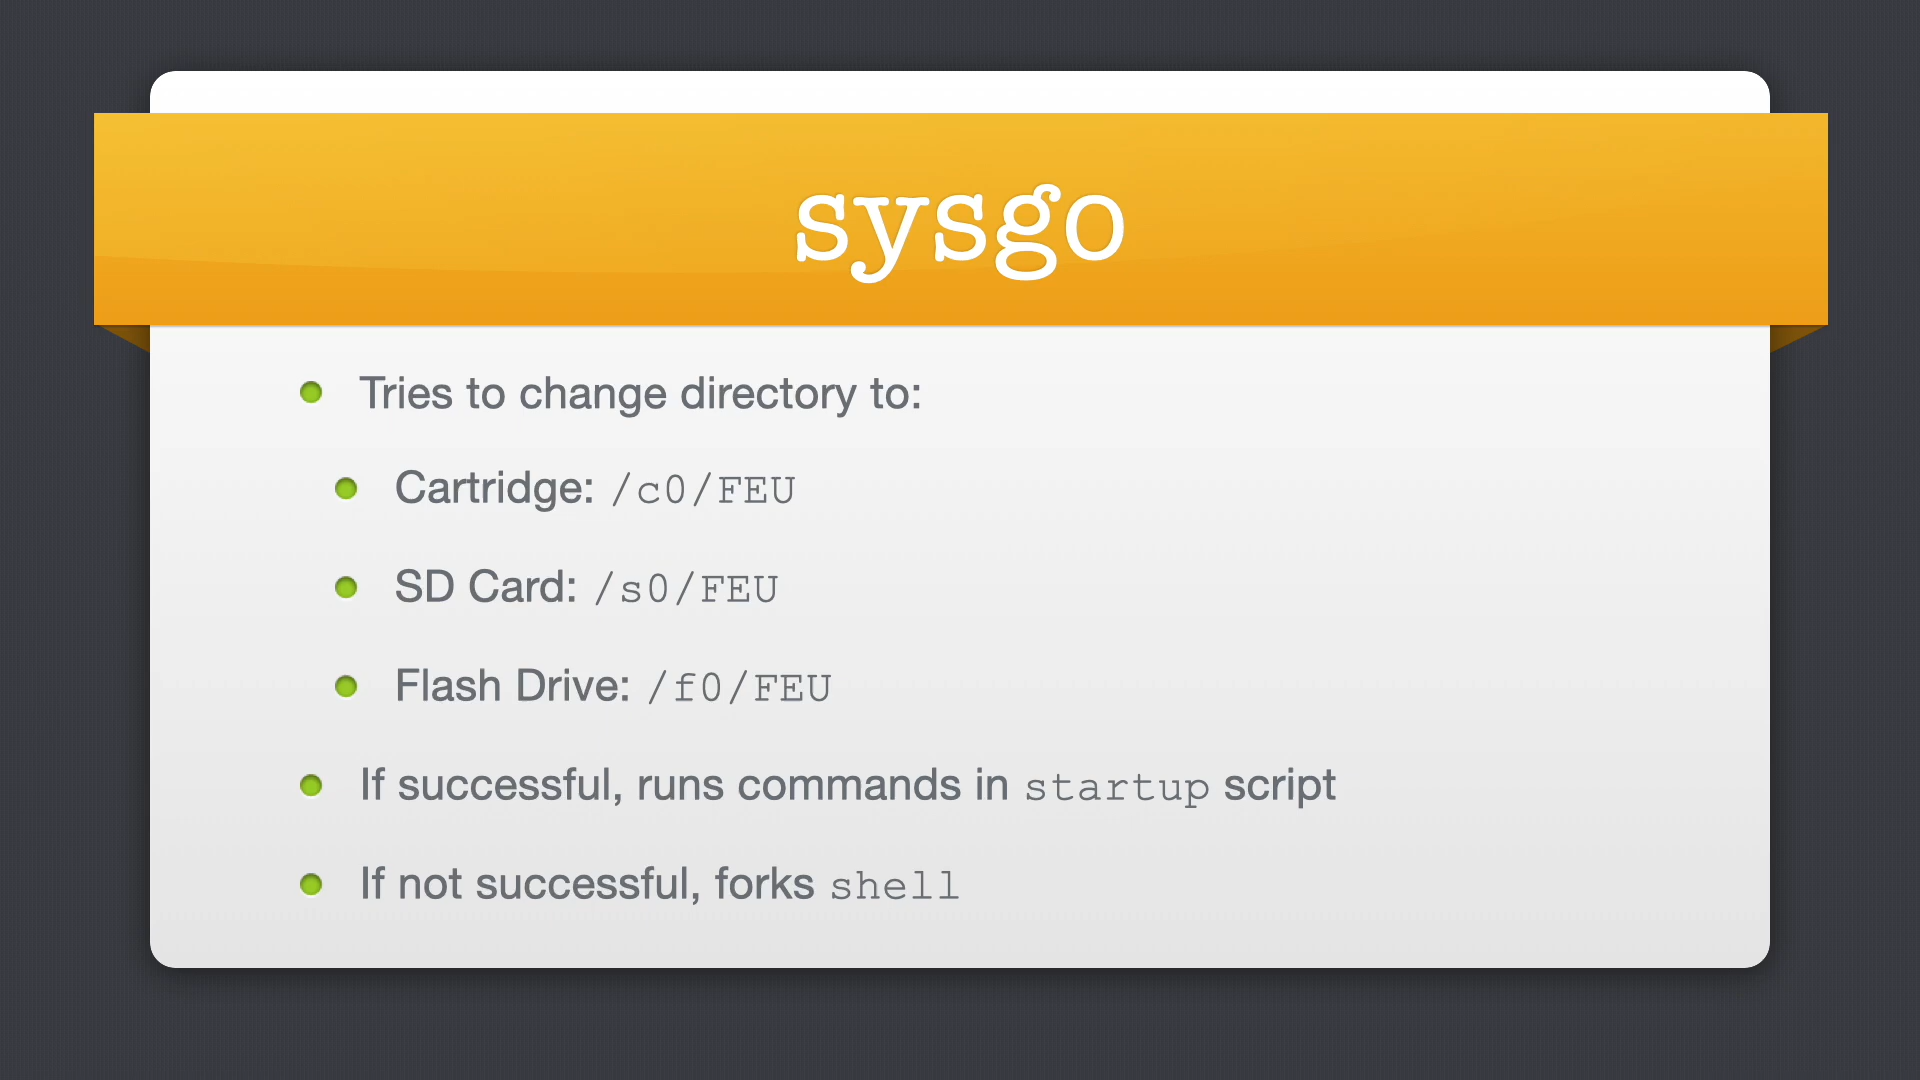 sysgo
Tries to change directory to:
Cartridge: /c0/FEU
SD Card: /s0/FEU
Flash Drive: /f0/FEU
If successful, runs commands in startup script
If not successful, forks shell